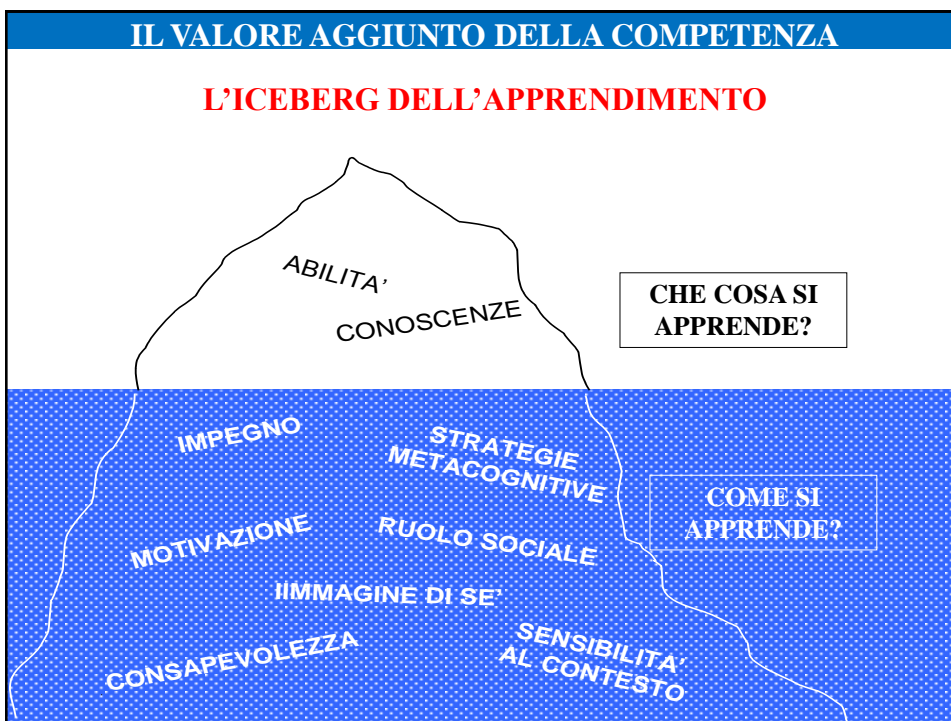 IL VALORE AGGIUNTO DELLA COMPETENZA
L’ICEBERG DELL’APPRENDIMENTO
ABILITA’
CONOSCENZE
CHE COSA SI
APPRENDE?
IMPEGNO
STRATEGIE
METACOGNITIVE
COME SI
APPRENDE?
MOTIVAZIONE
RUOLO SOCIALE
IIMMAGINE DI SE’
CONSAPEVOLEZZA
SENSIBILITA’
AL CONTESTO